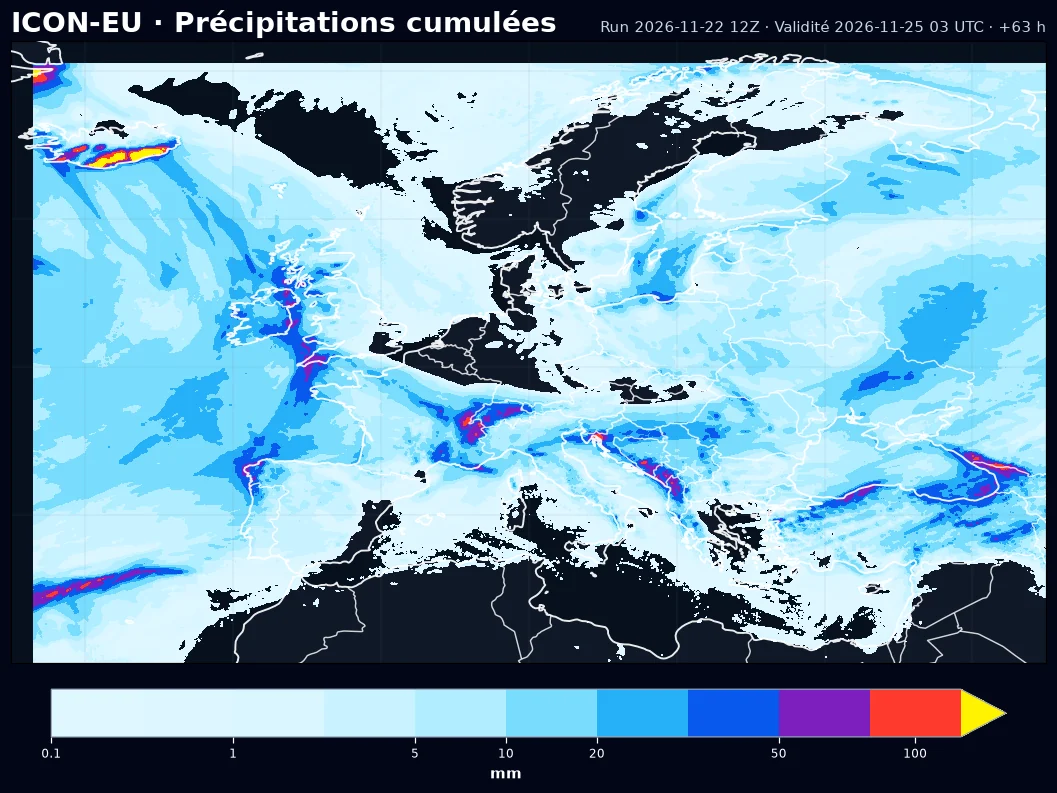 ICON-EU · Précipitations cumulées
Run 2026-11-22 12Z · Validité 2026-11-25 03 UTC · +63 h
0.1 1 5 10 20 50 100
mm